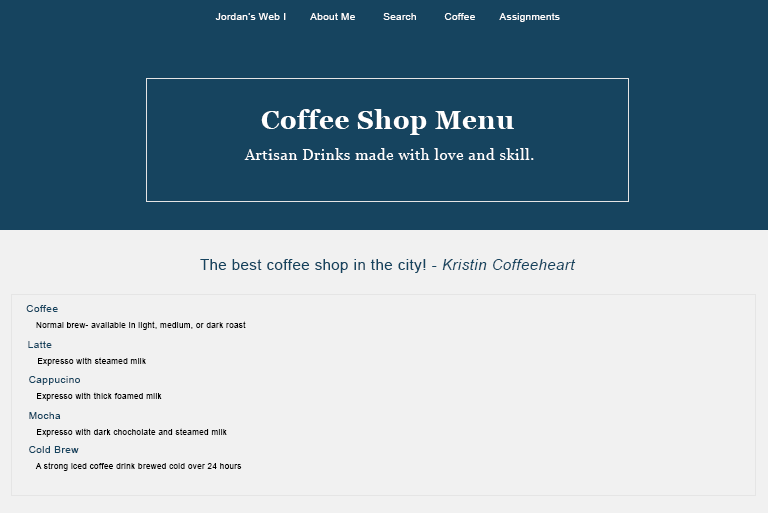 Jordan's Web I About Me Search Coffee Assignments
Coffee Shop Menu
Artisan Drinks made with love and skill.
The best coffee shop in the city! - Kristin Coffeeheart
Coffee
Normal brew- available in light, medium, or dark roast
Latte
Expresso with steamed milk
Cappucino
Expresso with thick foamed milk
Mocha
Expresso with dark chocholate and steamed milk
Cold Brew
A strong iced coffee drink brewed cold over 24 hours